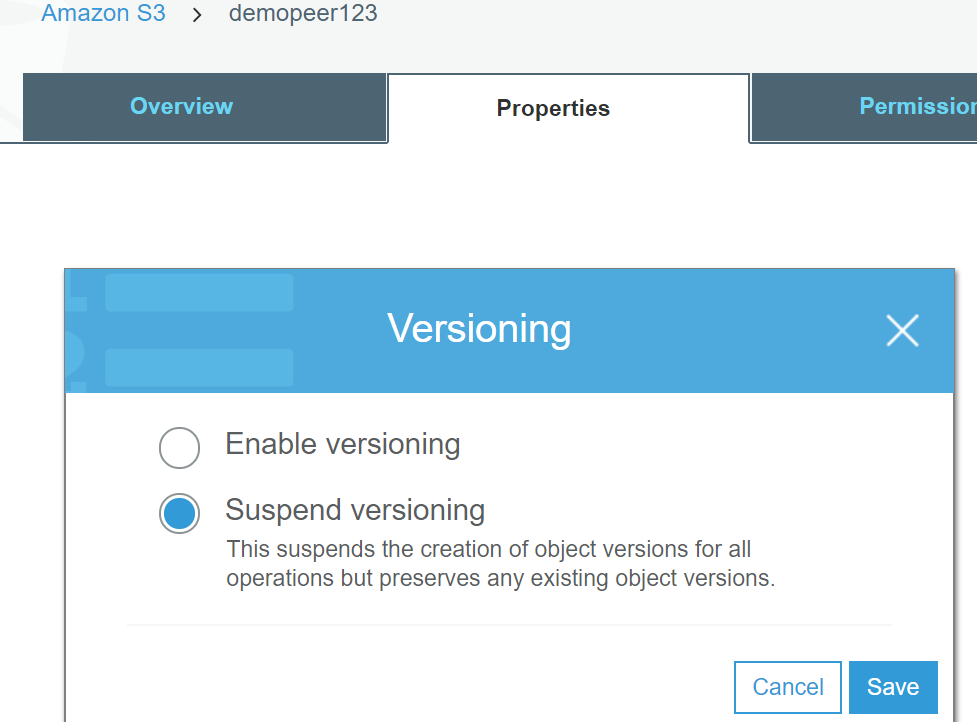 Amazon S3 > demopeer123
Overview
Properties
Versioning
Enable versioning
Suspend versioning
This suspends the creation of object versions for all
operations but preserves any existing object versions.
Cancel
Save